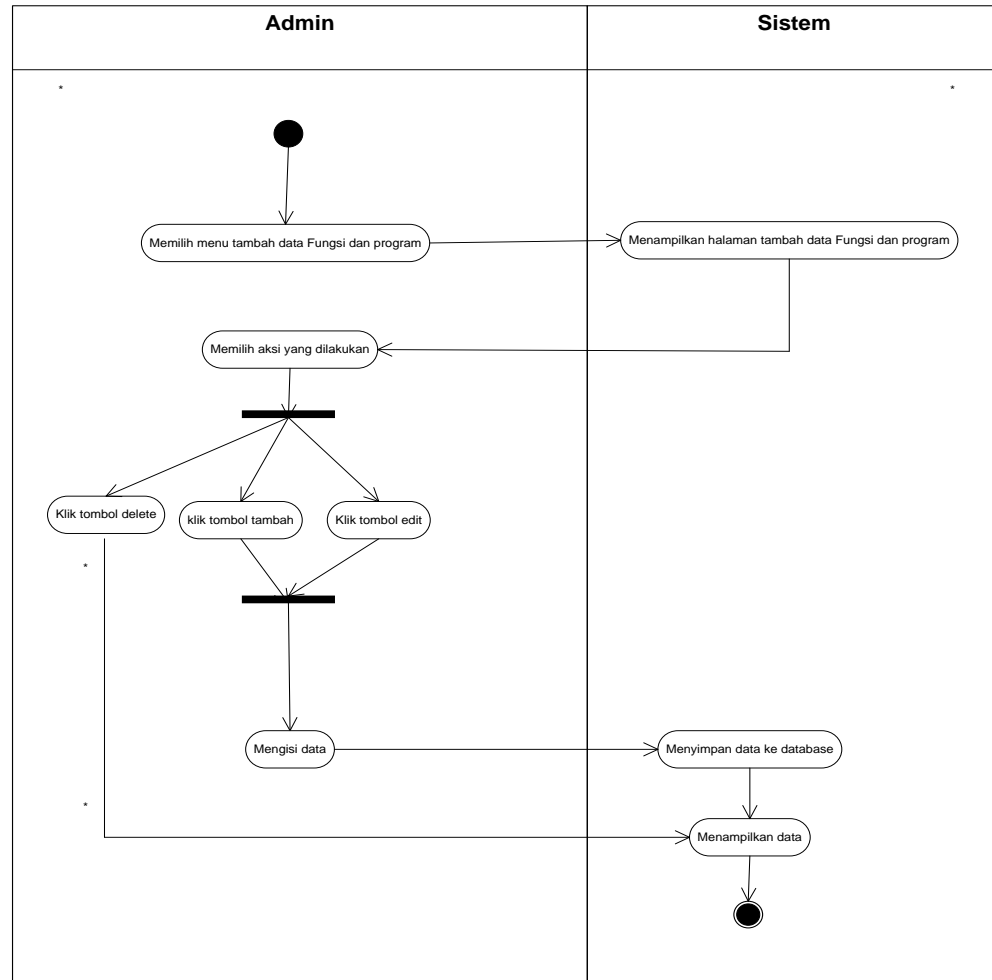 Admin
Sistem
*
*
Memilih menu tambah data Fungsi dan program
Menampilkan halaman tambah data Fungsi dan program
Memilih aksi yang dilakukan
Klik tombol delete
klik tombol tambah
Klik tombol edit
*
Mengisi data
Menyimpan data ke database
*
Menampilkan data